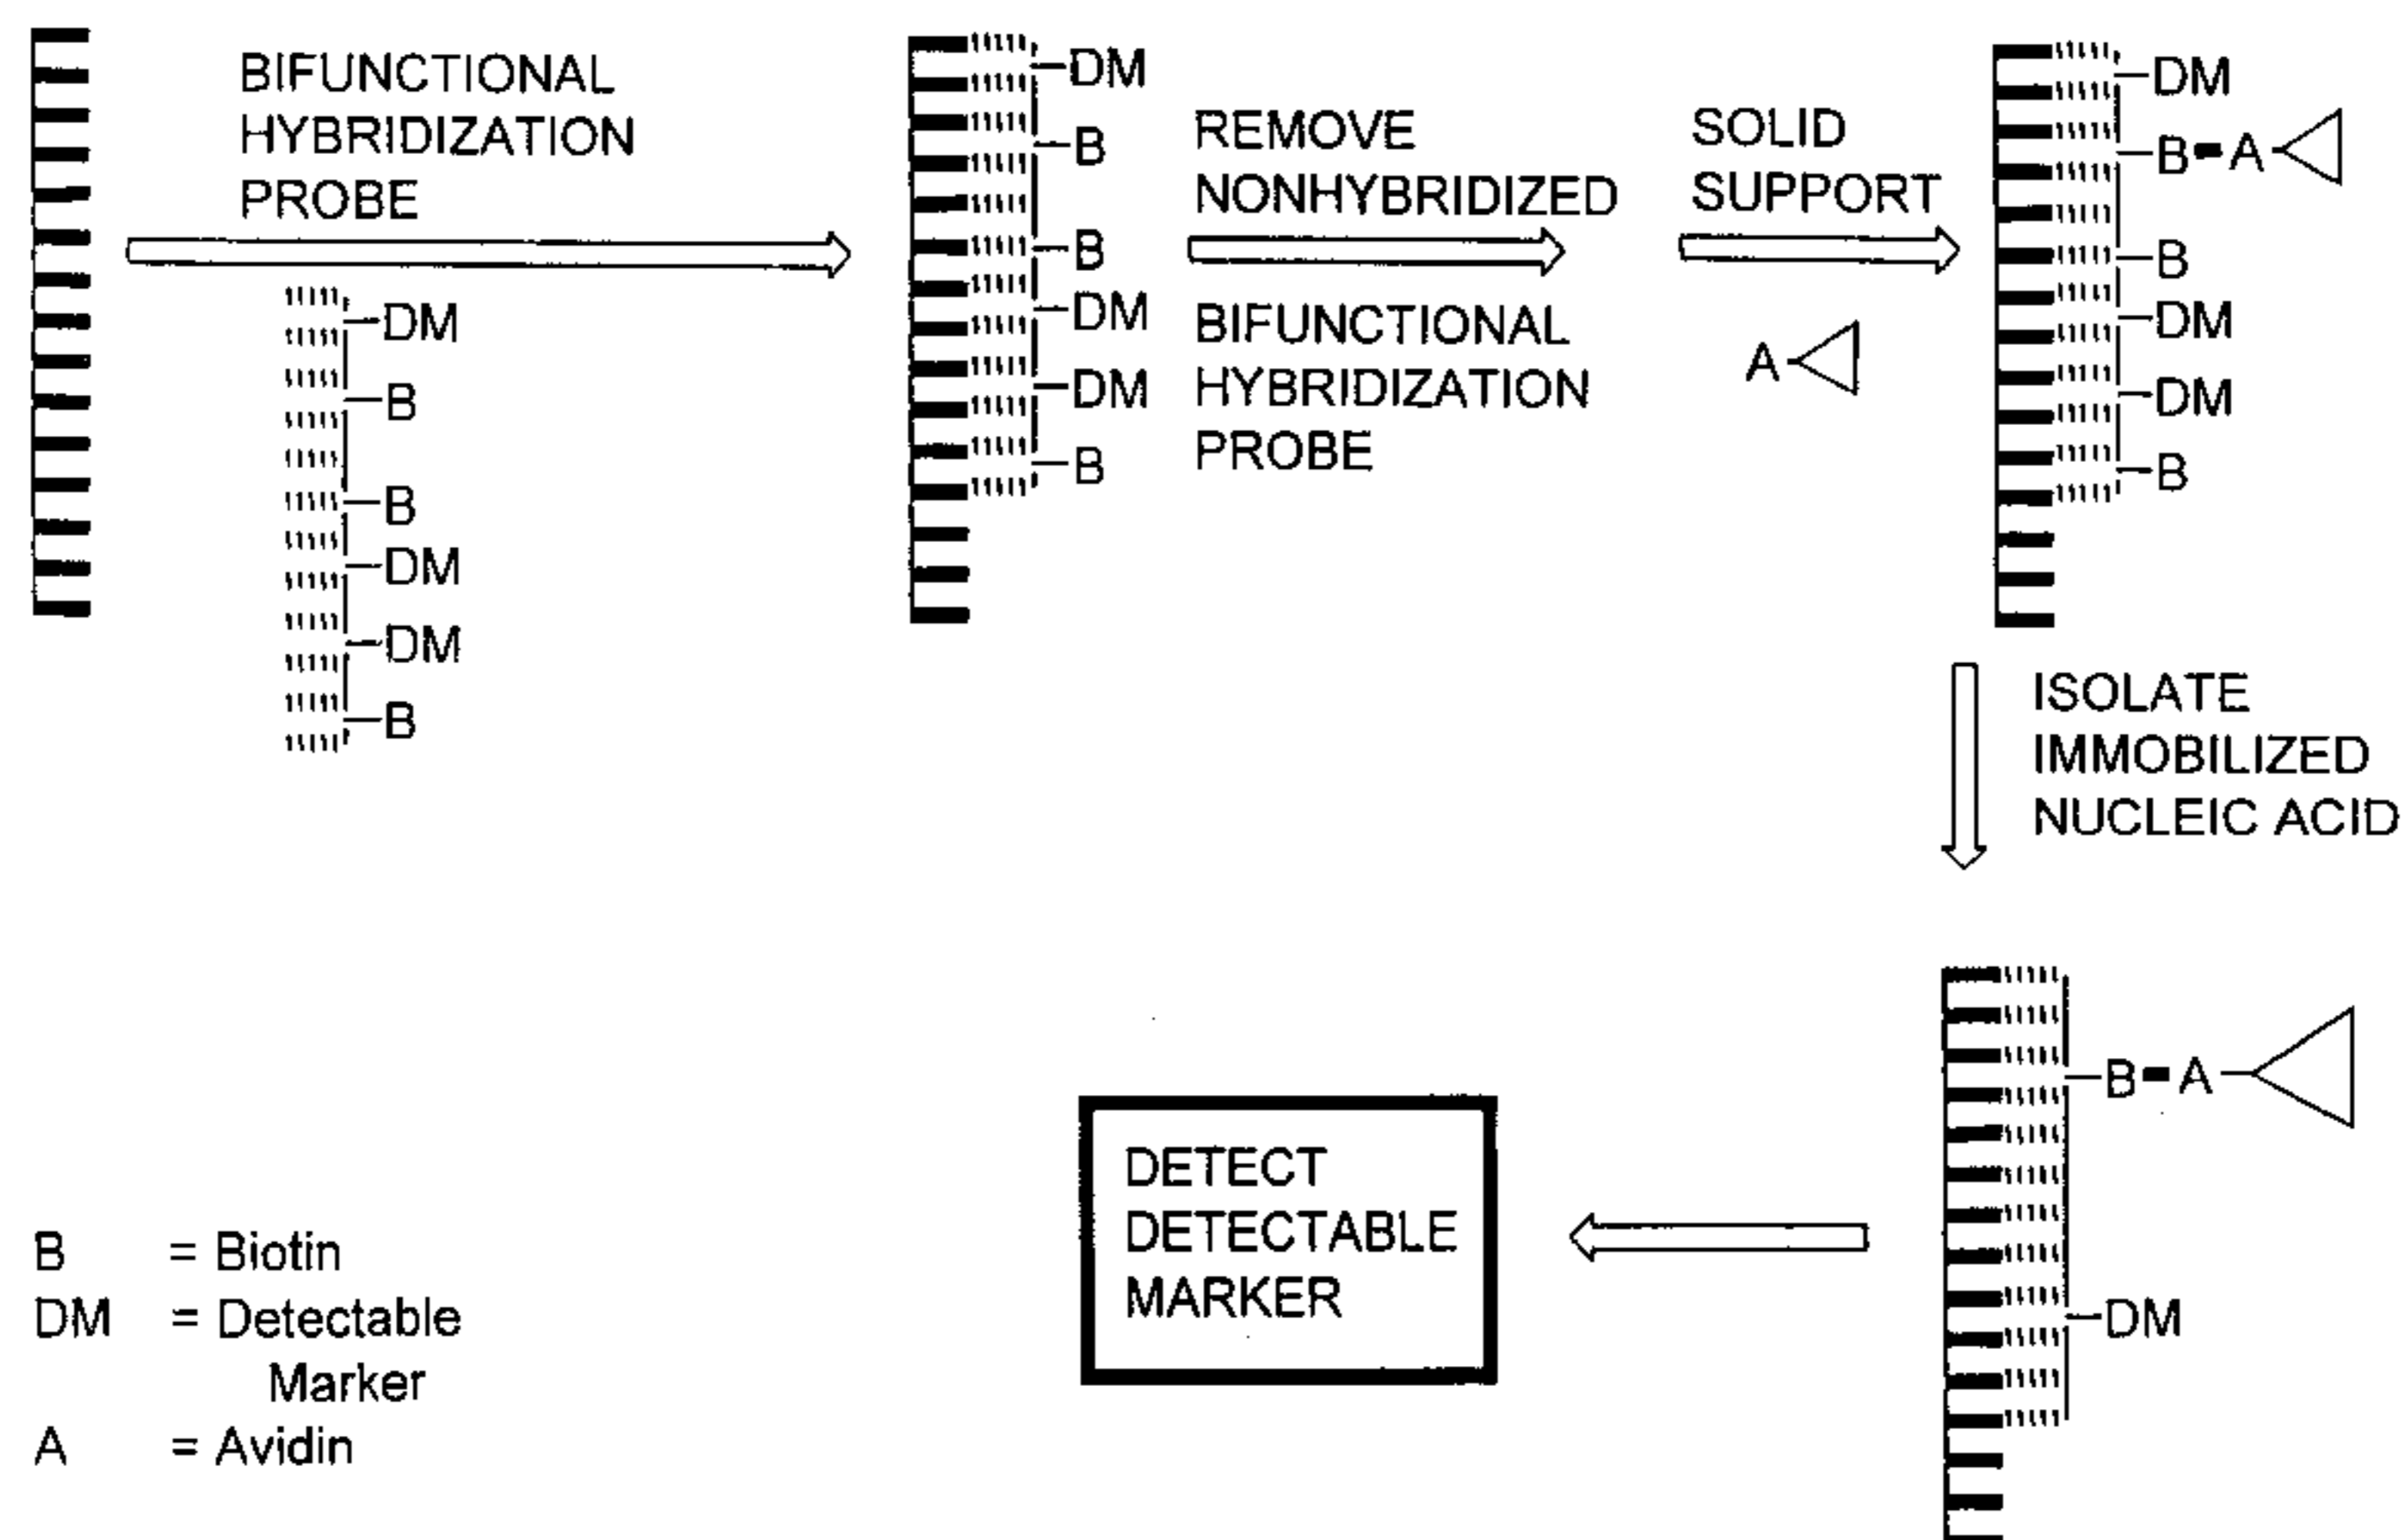 BIFUNCTIONAL
HYBRIDIZATION
PROBE
DM
B
B
DM
DM
B
DM
B
B
DM
DM
B
REMOVE
NONHYBRIDIZED
BIFUNCTIONAL
HYBRIDIZATION
PROBE
SOLID
SUPPORT
A
DM
B A
B
DM
DM
B
ISOLATE
IMMOBILIZED
NUCLEIC ACID
B A
DM
DETECT
DETECTABLE
MARKER
B = Biotin
DM = Detectable
Marker
A = Avidin